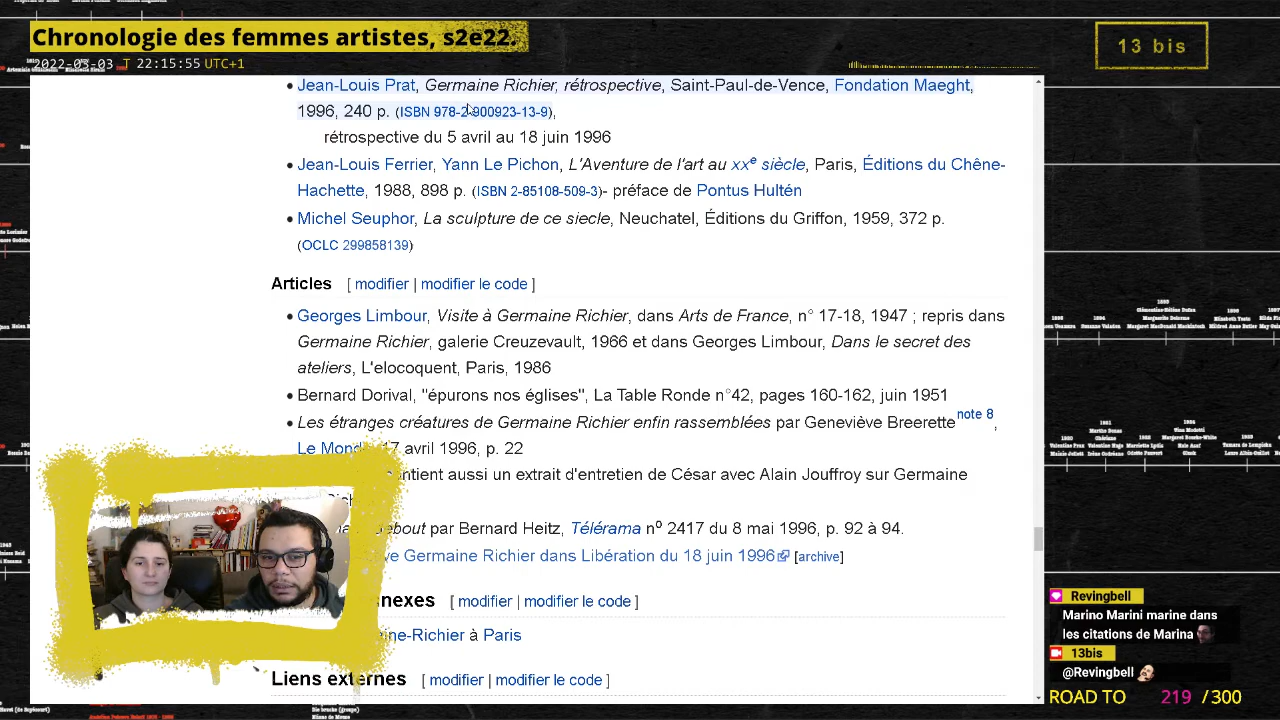 Chronologie des femmes artistes, s2e22.
2022-03-03 T 22:15:55 UTC+1
13 bis
Jean-Louis Prat, Germaine Richier, rétrospective, Saint-Paul-de-Vence, Fondation Maeght,
1996, 240 p. (ISBN 978-2-900923-13-9),
rétrospective du 5 avril au 18 juin 1996
Jean-Louis Ferrier, Yann Le Pichon, L'Aventure de l'art au xxe siècle, Paris, Éditions du Chêne-
Hachette, 1988, 898 p. (ISBN 2-85108-509-3)- préface de Pontus Hultén
Michel Seuphor, La sculpture de ce siecle, Neuchatel, Éditions du Griffon, 1959, 372 p.
(OCLC 299858139)
Articles [ modifier | modifier le code ]
Georges Limbour, Visite à Germaine Richier, dans Arts de France, n° 17-18, 1947 ; repris dans
Germaine Richier, galerie Creuzevault, 1966 et dans Georges Limbour, Dans le secret des
ateliers, L'elocoquent, Paris, 1986
Bernard Dorival, "épurons nos églises", La Table Ronde n°42, pages 160-162, juin 1951
Les étranges créatures de Germaine Richier enfin rassemblées par Geneviève Breerette note 8,
Le Mond 17 avril 1996, p. 22
ntient aussi un extrait d'entretien de César avec Alain Jouffroy sur Germaine
ebout par Bernard Heitz, Télérama nº 2417 du 8 mai 1996, p. 92 à 94.
ve Germaine Richier dans Libération du 18 juin 1996 [archive]
nexes [ modifier | modifier le code ]
ine-Richier à Paris
Liens externes [ modifier | modifier le code ]
Revingbell
Marino Marini marine dans
les citations de Marina
13bis
@Revingbell
ROAD TO 219 /300